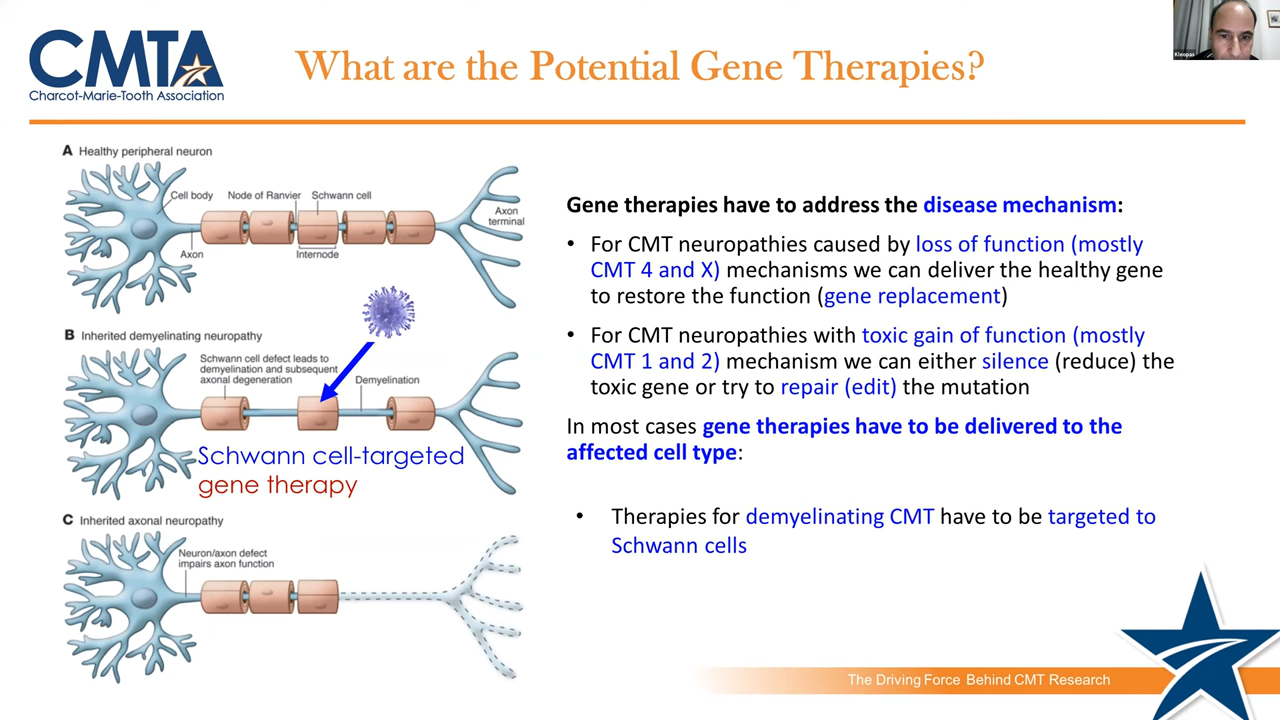 CMTA
Charcot-Marie-Tooth Association
What are the Potential Gene Therapies?
Kleopas
A Healthy peripheral neuron
Cell body
Node of Ranvier
Schwann cell
Axon
terminal
Axon
Internode
B Inherited demyelinating neuropathy
Schwann cell defect leads to
demyelination and subsequent
axonal degeneration
Demyelination
Schwann cell-targeted
gene therapy
C Inherited axonal neuropathy
Neuron/axon defect
impairs axon function
Gene therapies have to address the disease mechanism:
• For CMT neuropathies caused by loss of function (mostly
CMT 4 and X) mechanisms we can deliver the healthy gene
to restore the function (gene replacement)
• For CMT neuropathies with toxic gain of function (mostly
CMT 1 and 2) mechanism we can either silence (reduce) the
toxic gene or try to repair (edit) the mutation
In most cases gene therapies have to be delivered to the
affected cell type:
• Therapies for demyelinating CMT have to be targeted to
Schwann cells
The Driving Force Behind CMT Research